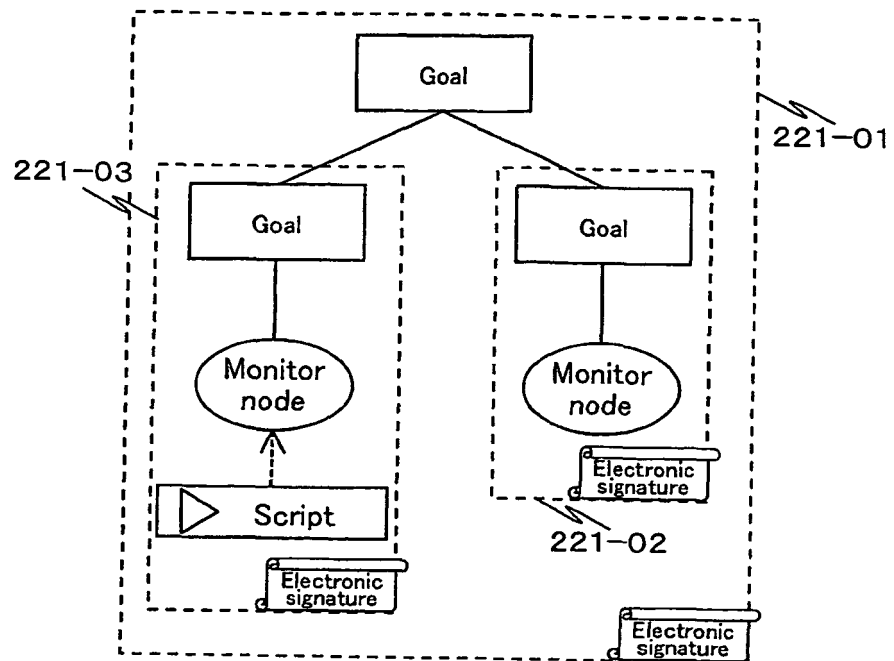 Goal
221-01
221-03
Goal
Goal
Monitor
node
Monitor
node
Electronic
signature
Script
221-02
Electronic
signature
Electronic
signature